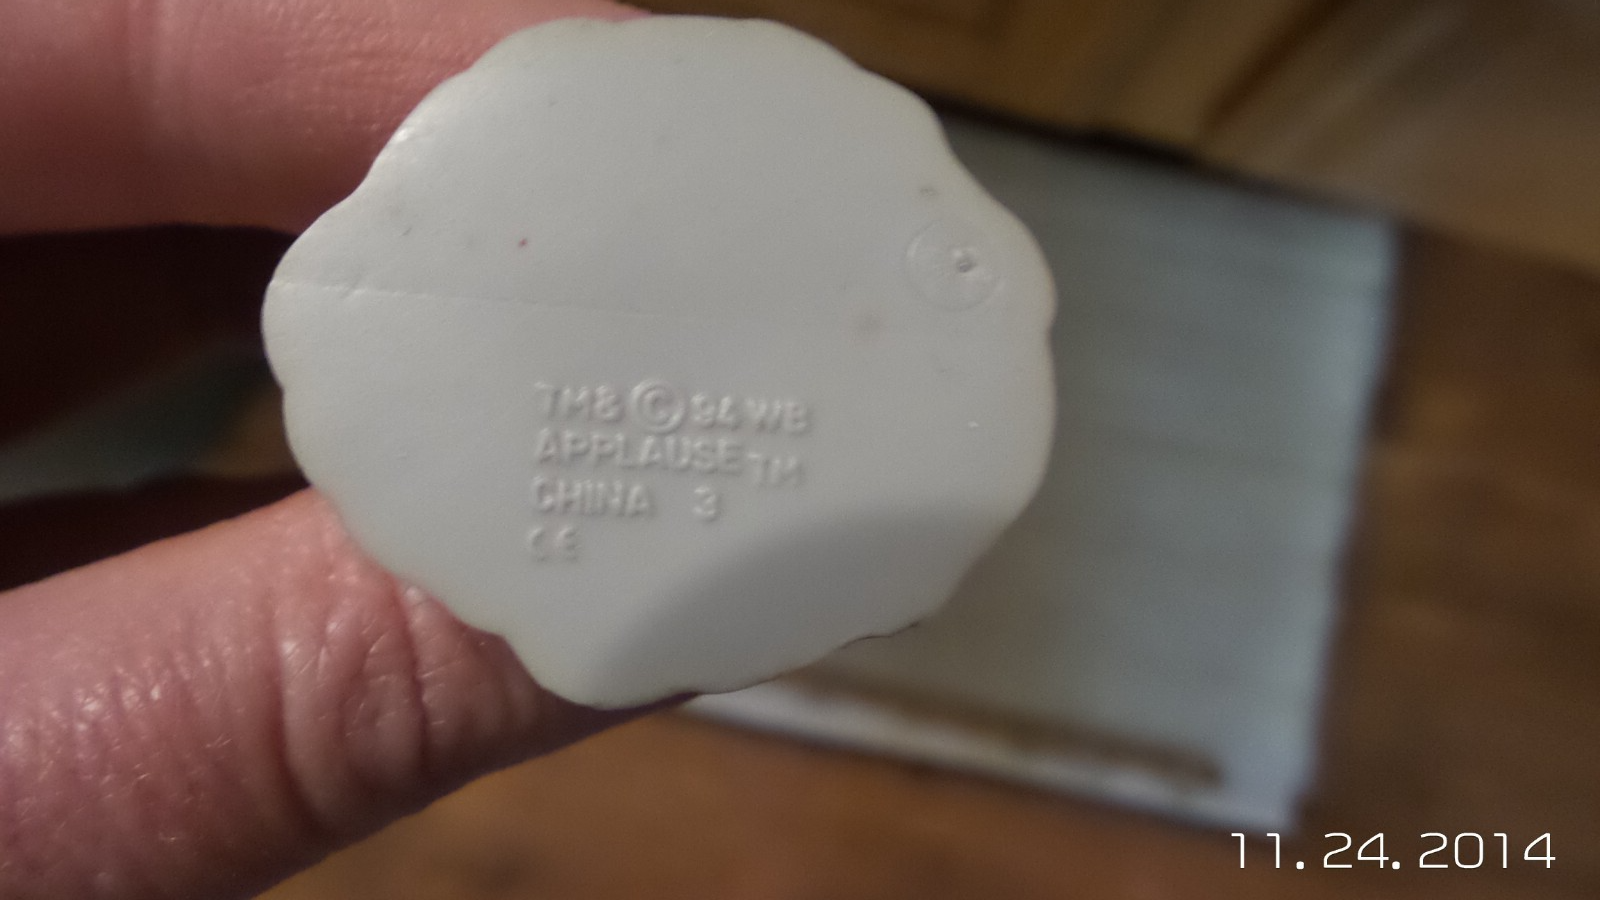 TM& © 94 WB
APPLAUSE TM
CHINA 3
CE
11.24.2014